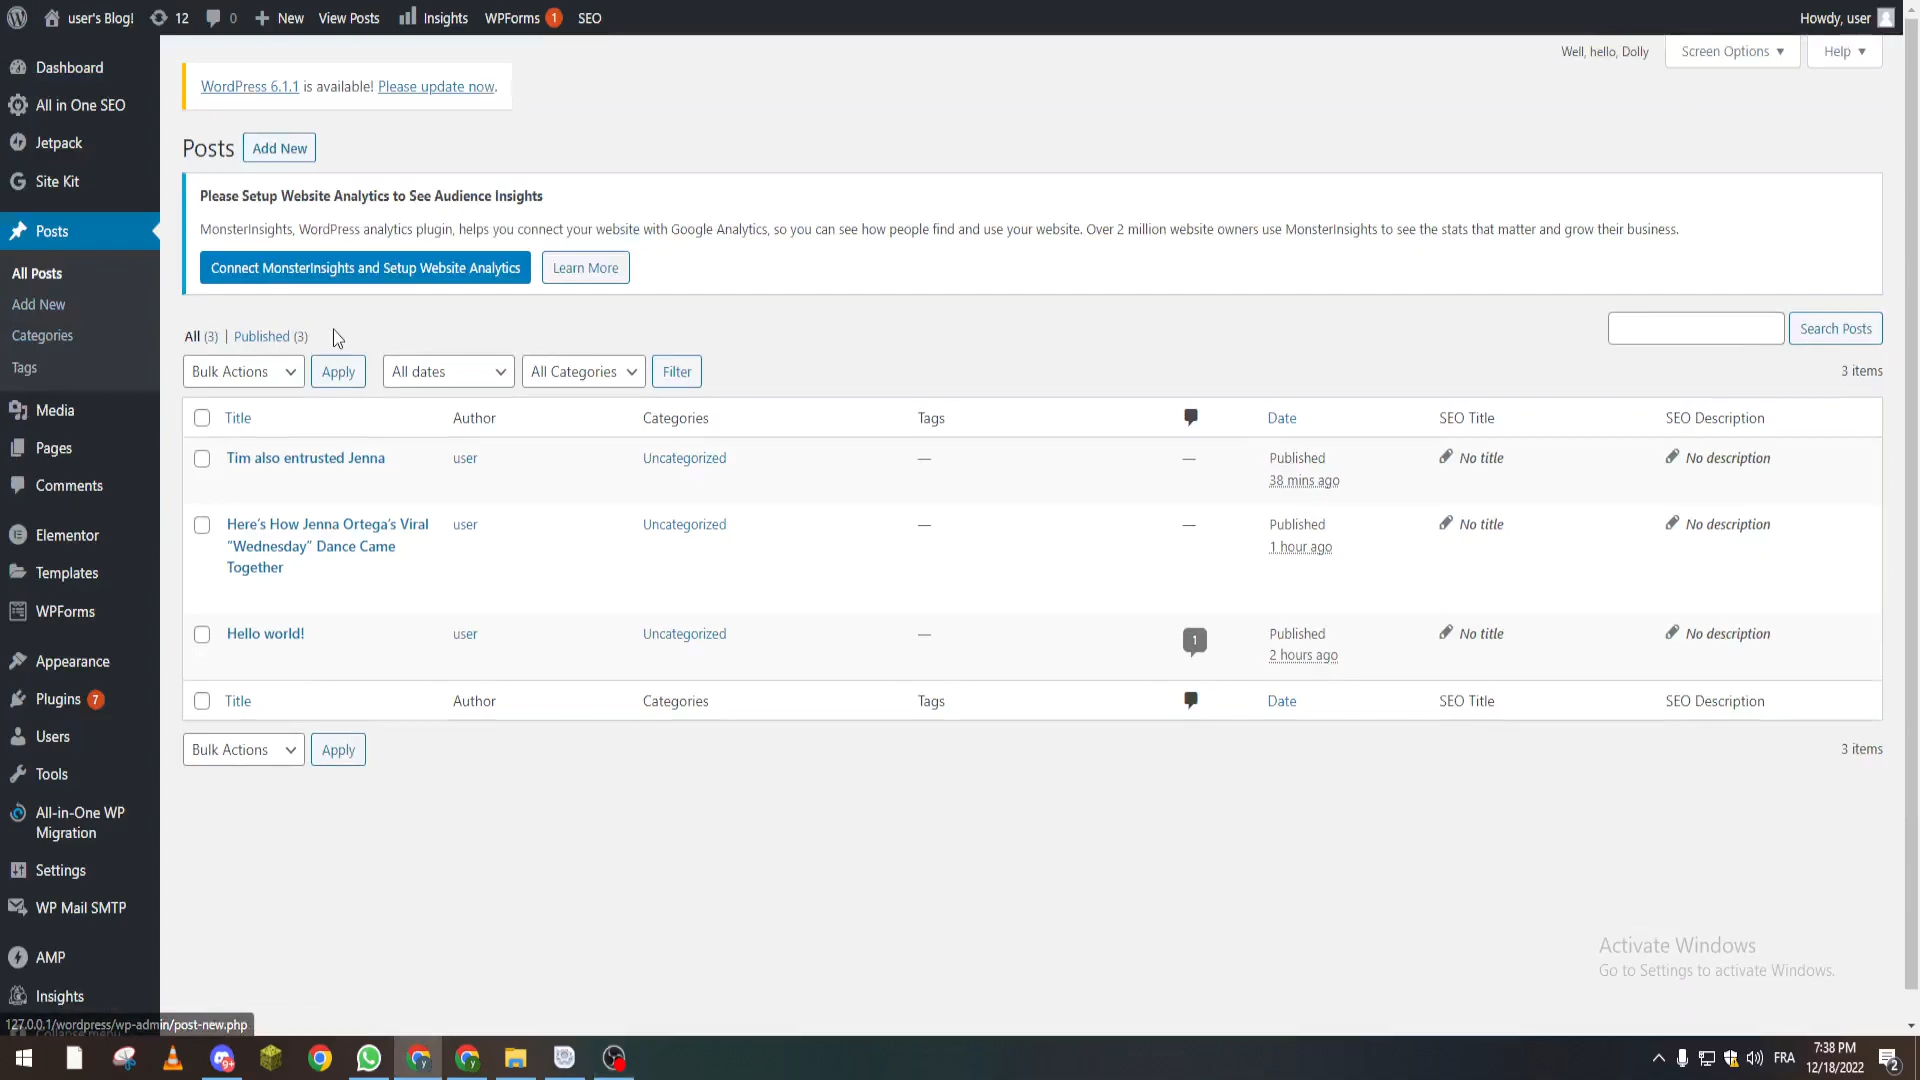 user's Blog! 12 0 New View Posts Insights WPForms 1 SEO Howdy, user
Well, hello, Dolly Screen Options Help
Dashboard
All in One SEO
Jetpack
Site Kit
Posts
All Posts
Add New
Categories
Tags
Media
Pages
Comments
Elementor
Templates
WPForms
Appearance
Plugins 7
Users
Tools
All-in-One WP
Migration
Settings
WP Mail SMTP
AMP
Insights
Collapse menu
WordPress 6.1.1 is available! Please update now.
Posts Add New
Please Setup Website Analytics to See Audience Insights
MonsterInsights, WordPress analytics plugin, helps you connect your website with Google Analytics, so you can see how people find and use your website. Over 2 million website owners use MonsterInsights to see the stats that matter and grow their business.
Connect MonsterInsights and Setup Website Analytics Learn More
All (3) | Published (3) Search Posts
Bulk Actions Apply All dates All Categories Filter 3 items
Title Author Categories Tags Date SEO Title SEO Description
Tim also entrusted Jenna user Uncategorized — — Published No title No description
38 mins ago
Here's How Jenna Ortega's Viral user Uncategorized — — Published No title No description
“Wednesday” Dance Came 1 hour ago
Together
Hello world! user Uncategorized — 1 Published No title No description
2 hours ago
Title Author Categories Tags Date SEO Title SEO Description
Bulk Actions Apply 3 items
Activate Windows
Go to Settings to activate Windows.
127.0.0.1/wordpress/wp-admin/post-new.php
9+ FRA 7:38 PM
12/18/2022 2